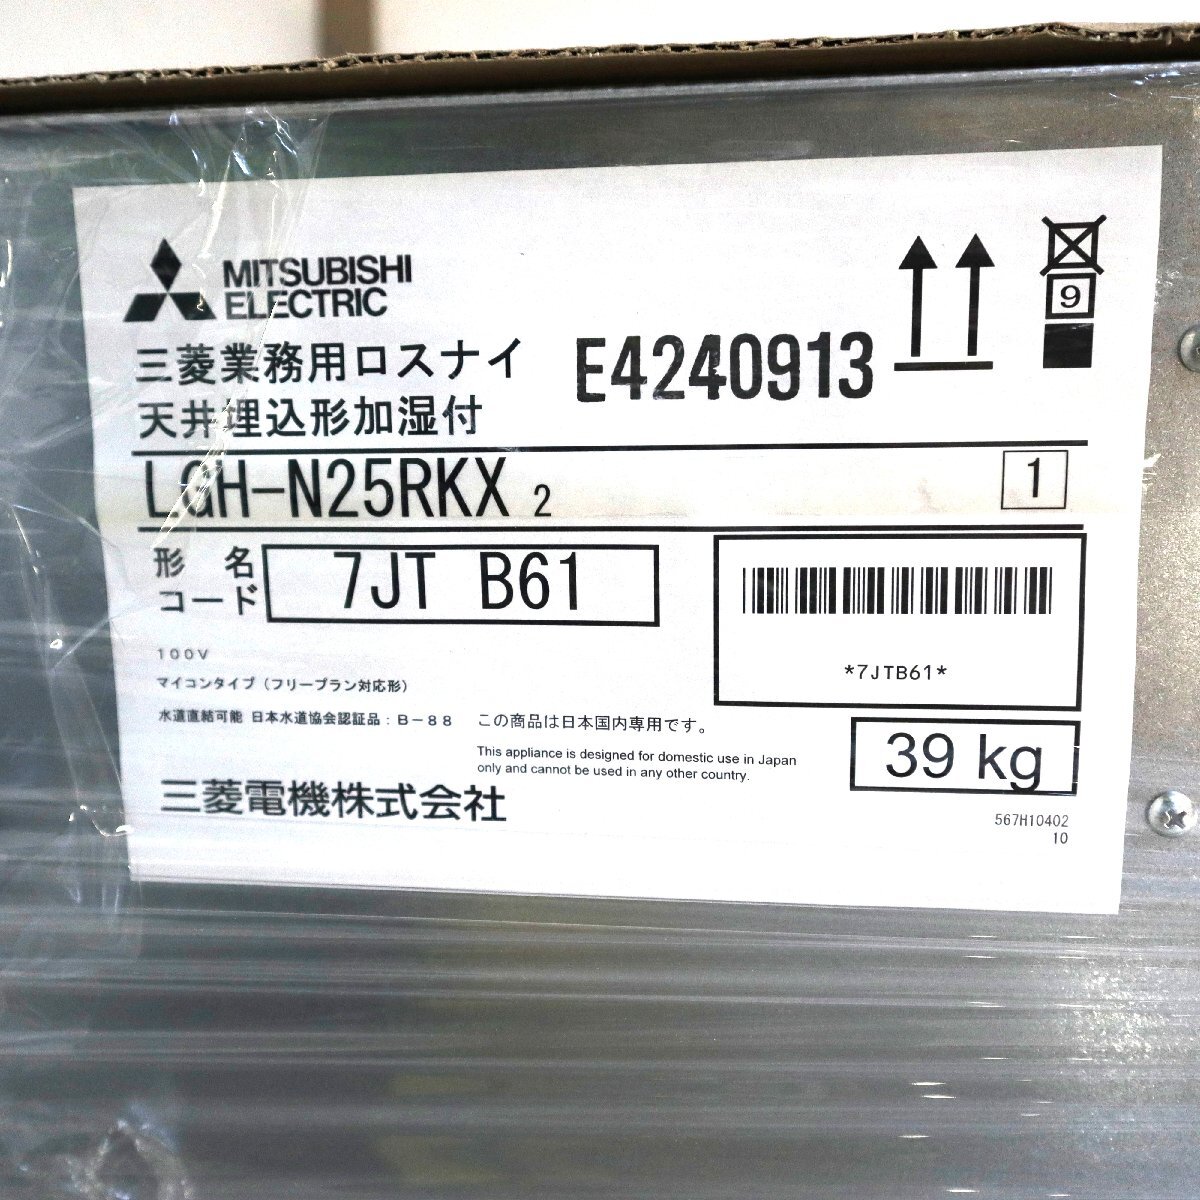 MITSUBISHI
ELECTRIC
三菱業務用ロスナイ
天井埋込形加湿付
E4240913
9
LGH-N25RKX 2
1
形 名
コード
7JT B61
*7JTB61*
100V
マイコンタイプ (フリープラン対応形)
水道直結可能 日本水道協会認証品：B－88
この商品は日本国内専用です。
This appliance is designed for domestic use in Japan
only and cannot be used in any other country.
39 kg
三菱電機株式会社
567H10402
10